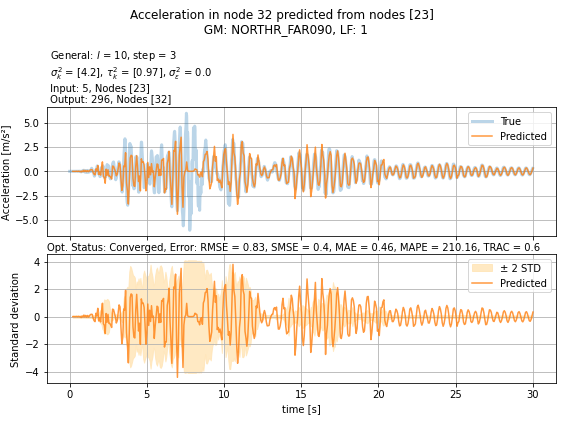 Acceleration in node 32 predicted from nodes [23]
GM: NORTHR_FAR090, LF: 1
General: l = 10, step = 3
σ²ₖ = [4.2], τ²ₖ = [0.97], σ²ε = 0.0
Input: 5, Nodes [23]
Output: 296, Nodes [32]
Acceleration [m/s²]
5.0
2.5
0.0
−2.5
−5.0
True
Predicted
Opt. Status: Converged, Error: RMSE = 0.83, SMSE = 0.4, MAE = 0.46, MAPE = 210.16, TRAC = 0.6
Standard deviation
4
2
0
−2
−4
± 2 STD
Predicted
0 5 10 15 20 25 30
time [s]